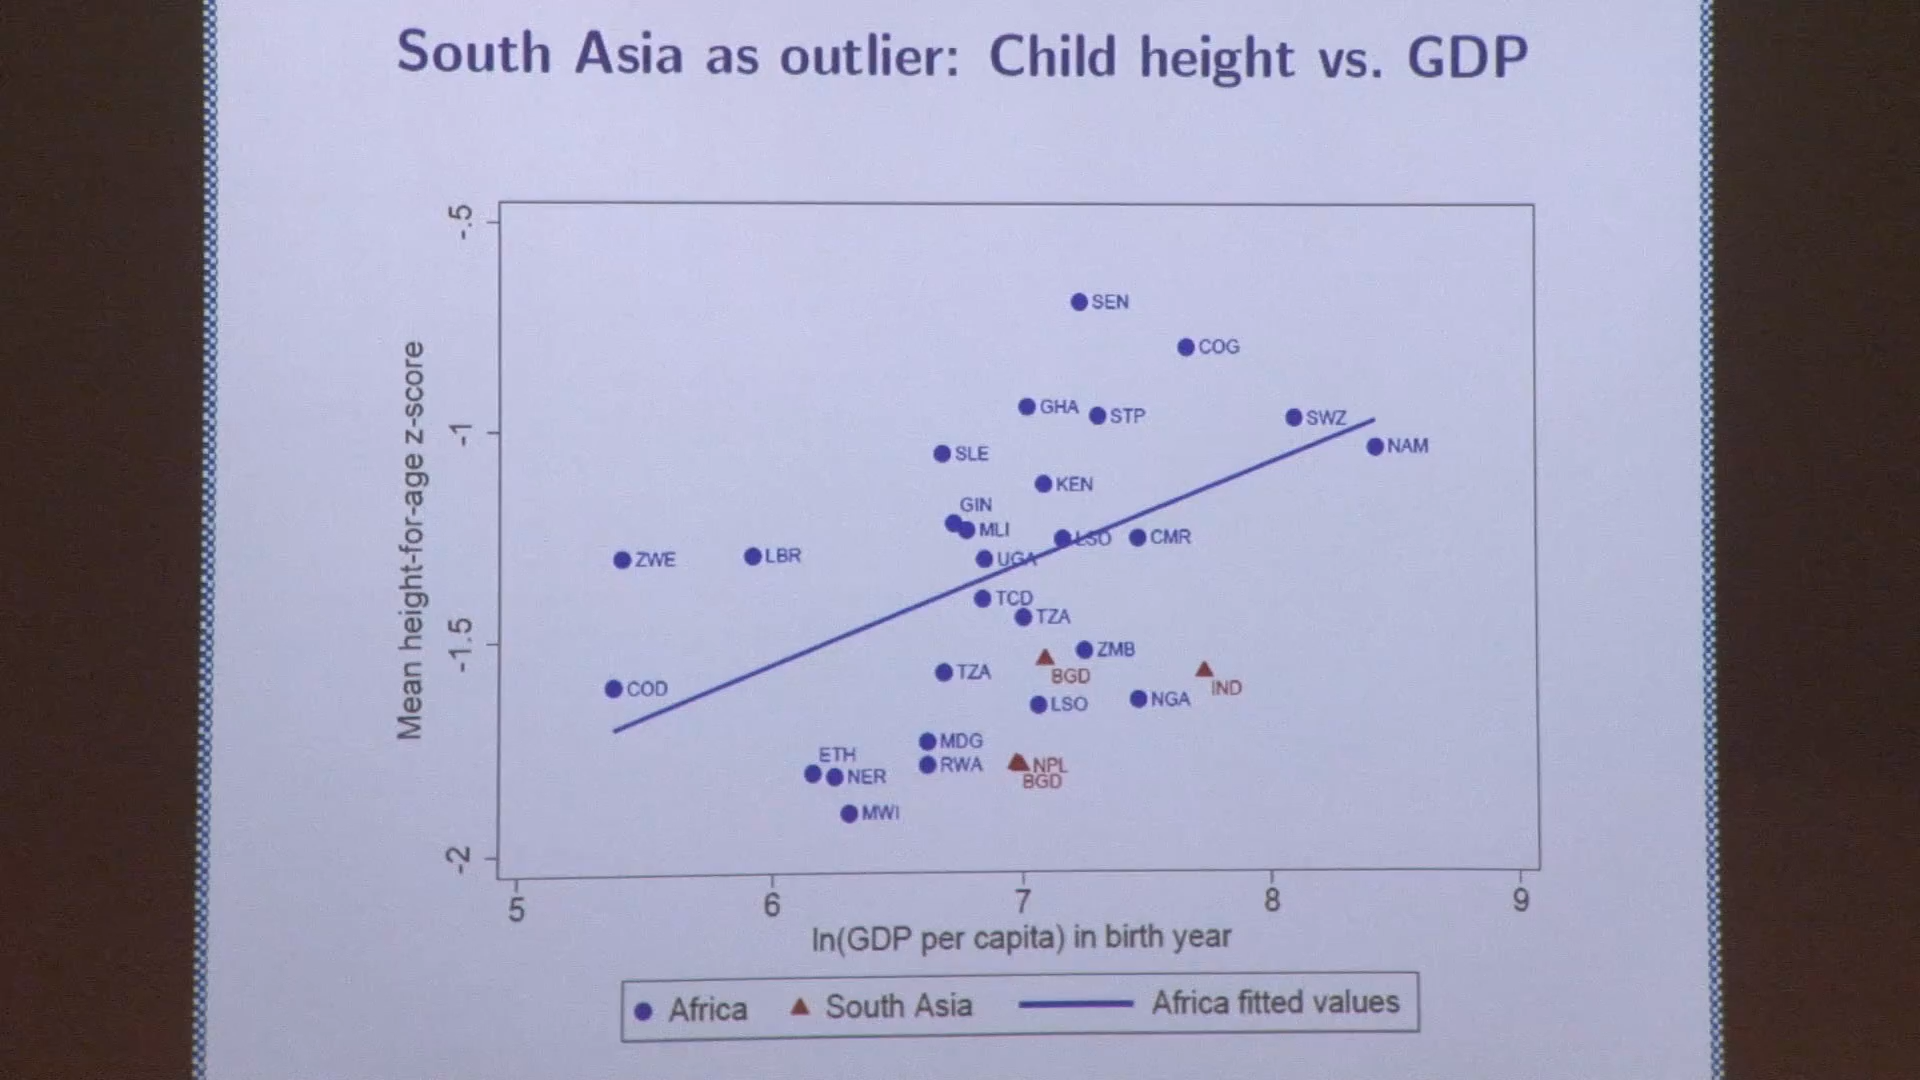 South Asia as outlier: Child height vs. GDP
Mean height-for-age z-score
-.5
-1
-1.5
-2
SEN
COG
GHA
STP
SWZ
NAM
SLE
KEN
GIN
MLI
LSO
CMR
ZWE
LBR
UGA
TCD
TZA
ZMB
BGD
TZA
IND
COD
LSO
NGA
MDG
ETH
NER
RWA
NPL
BGD
MWI
5 6 7 8 9
ln(GDP per capita) in birth year
Africa South Asia Africa fitted values